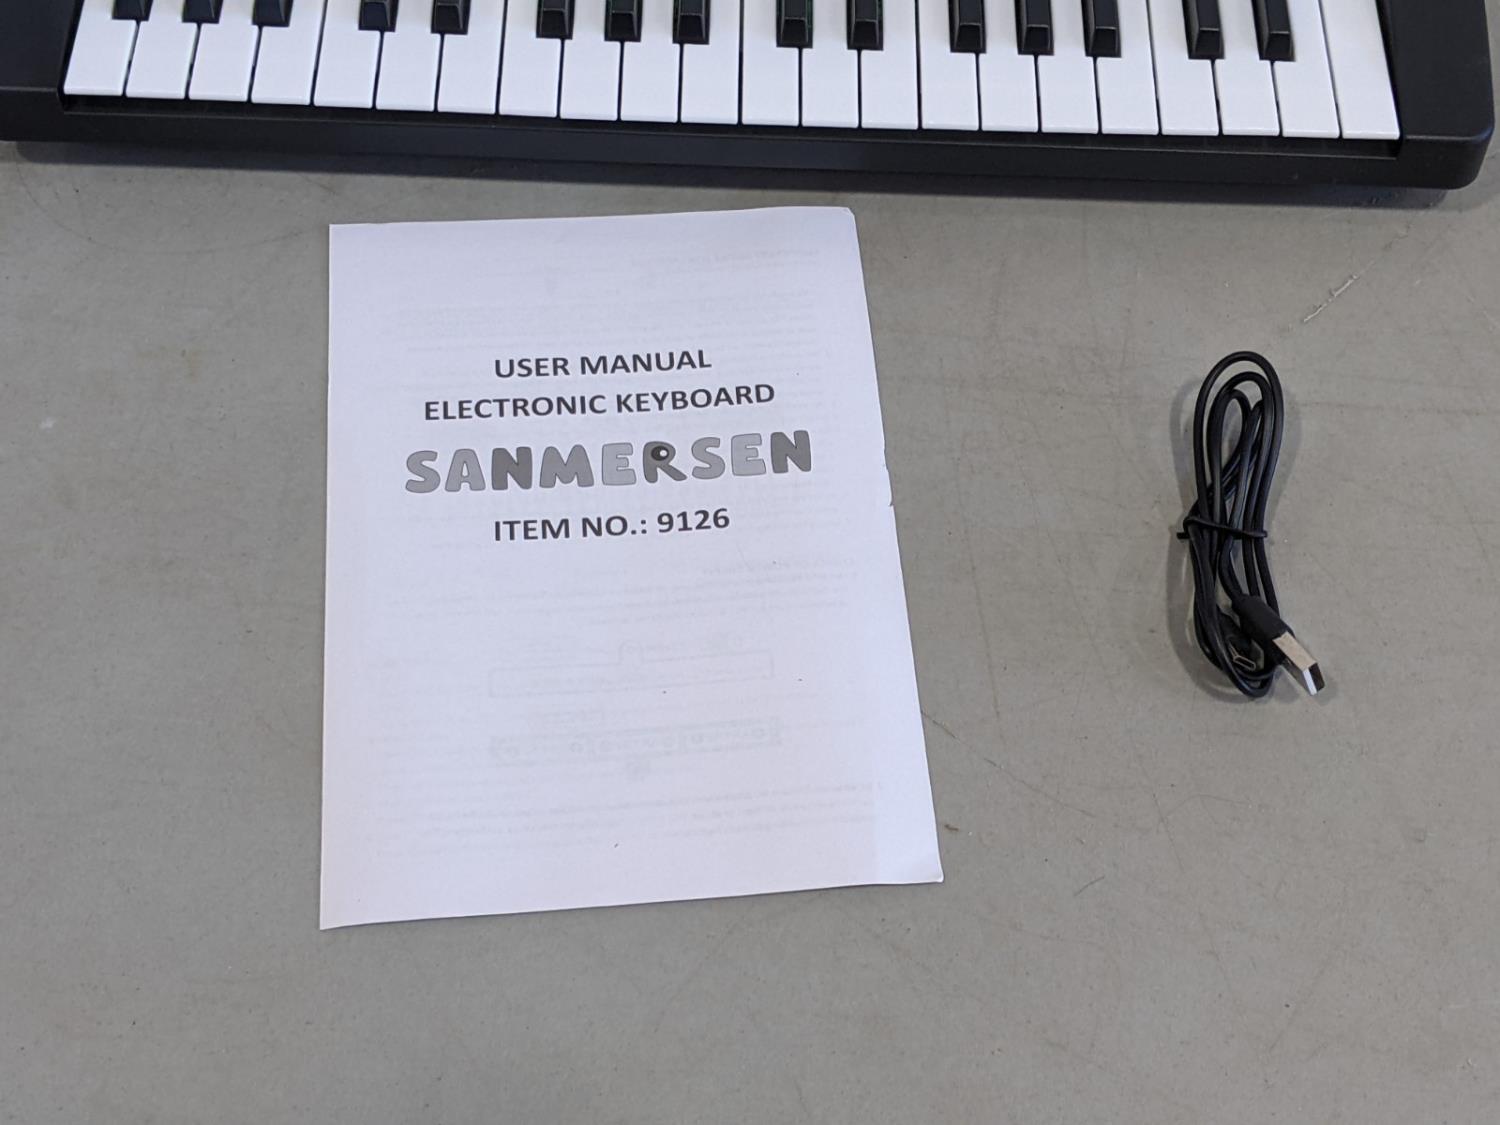 USER MANUAL
ELECTRONIC KEYBOARD
SANMERSEN
ITEM NO.: 9126